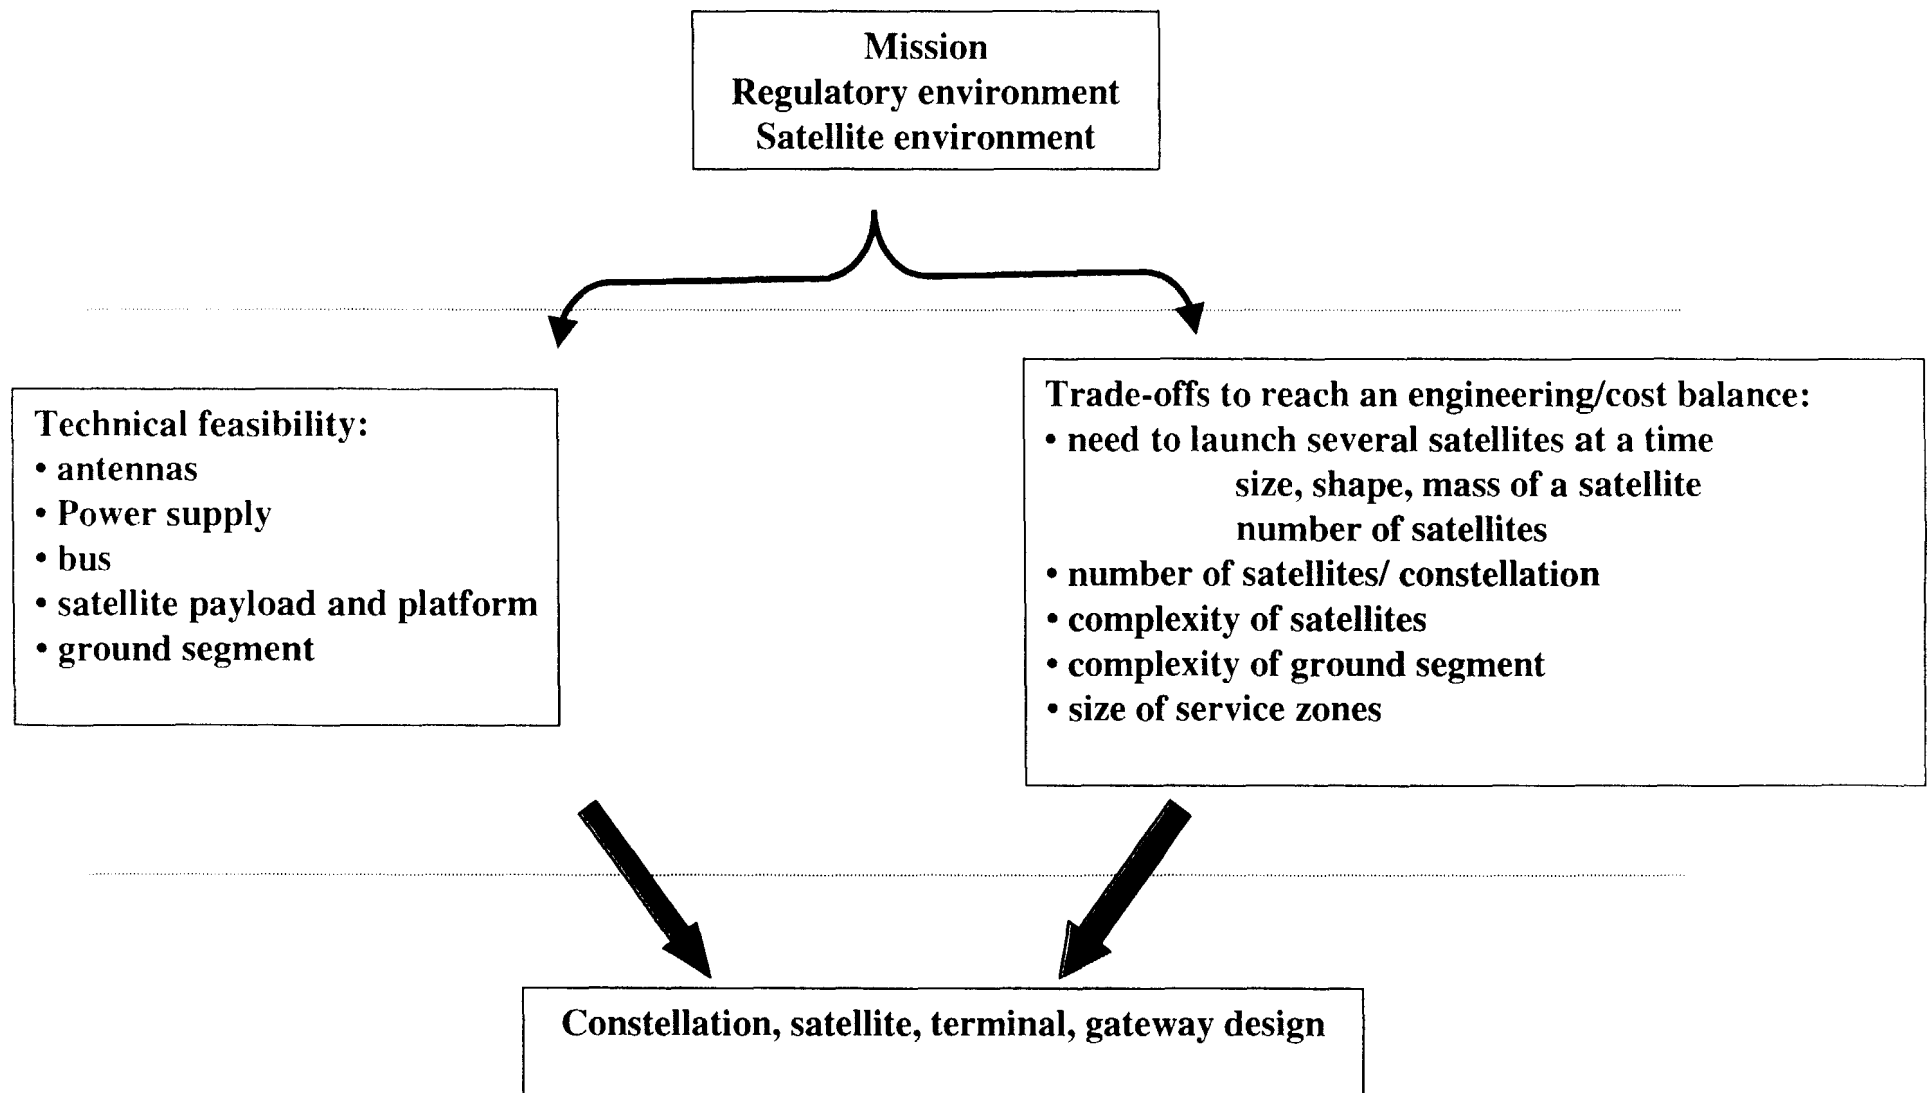 Mission
Regulatory environment
Satellite environment
Technical feasibility:
• antennas
• Power supply
• bus
• satellite payload and platform
• ground segment
Trade-offs to reach an engineering/cost balance:
• need to launch several satellites at a time
size, shape, mass of a satellite
number of satellites
• number of satellites/ constellation
• complexity of satellites
• complexity of ground segment
• size of service zones
Constellation, satellite, terminal, gateway design